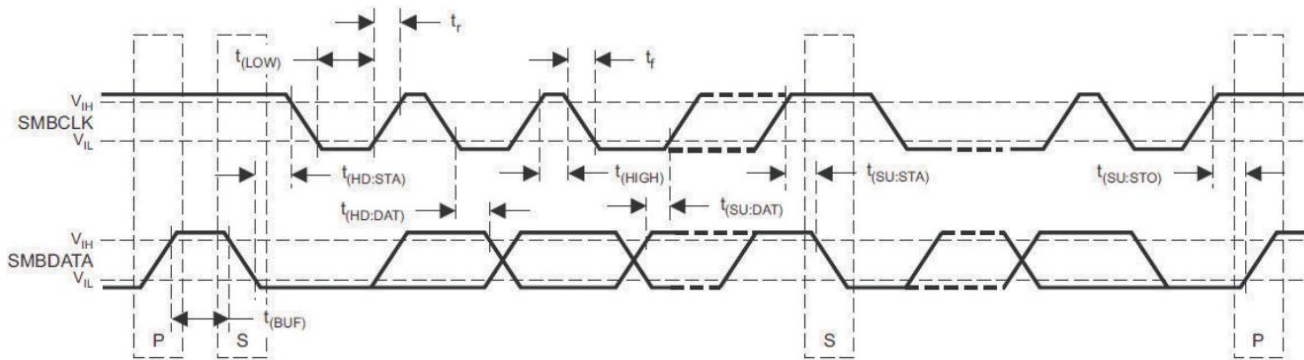 t(LOW)
tr
tf
VIH
SMBCLK
VIL
t(HD:STA)
t(HIGH)
t(SU:STA)
t(SU:STO)
t(HD:DAT)
t(SU:DAT)
VIH
SMBDATA
VIL
t(BUF)
P
S
S
P